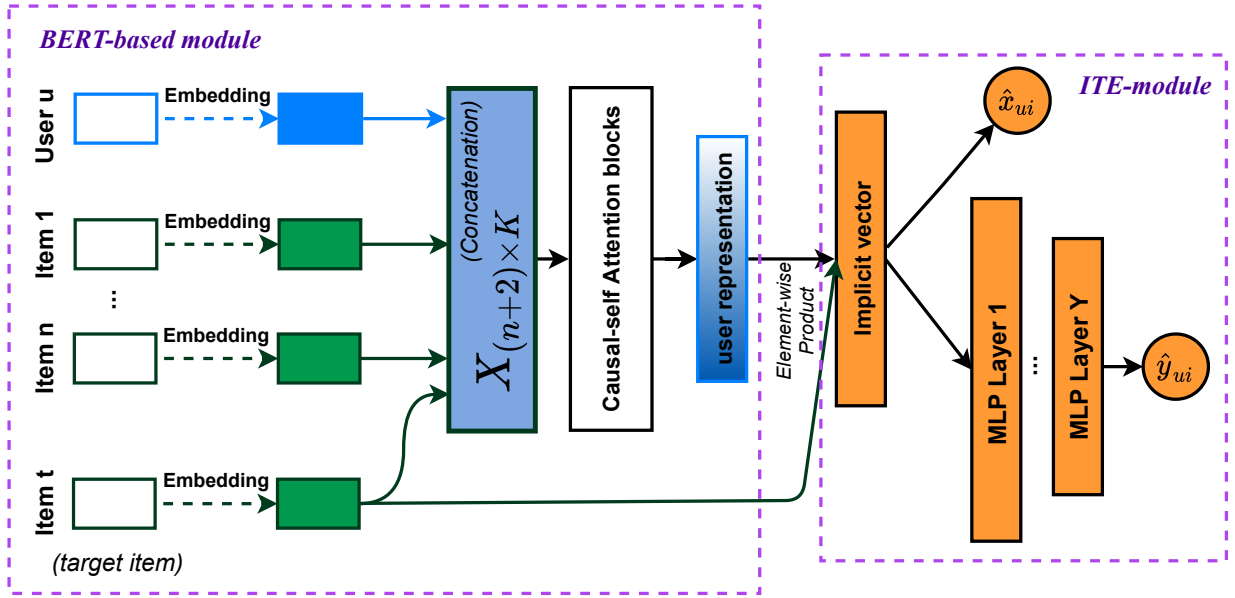 BERT-based module
ITE-module
User u
Embedding
Item 1
Embedding
...
Item n
Embedding
Item t
Embedding
(target item)
(Concatenation)
X(n+2)×K
Causal-self Attention blocks
user representation
Element-wise
Product
Implicit vector
x̂ui
MLP Layer 1
...
MLP Layer Y
ŷui